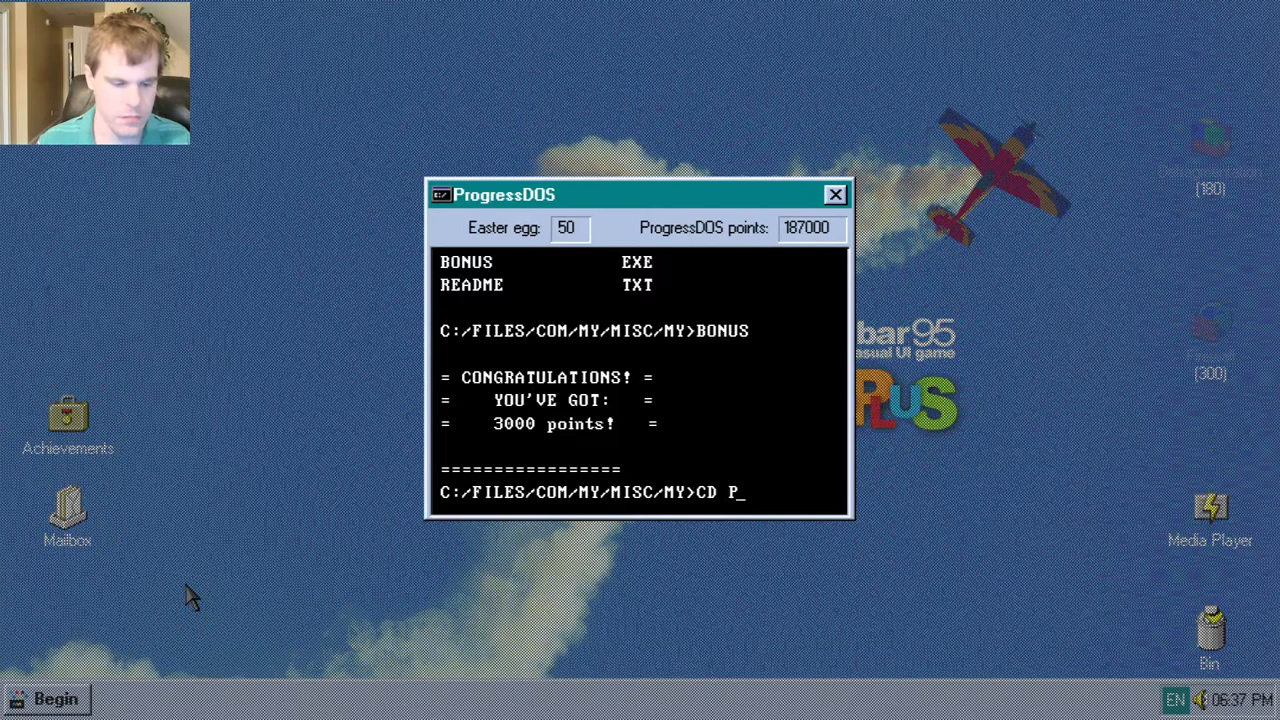 ProgressDOS
Easter egg: 50 ProgressDOS points: 187000
BONUS EXE
README TXT
C:/FILES/COM/MY/MISC/MY>BONUS
= CONGRATULATIONS! =
= YOU'VE GOT: =
= 3000 points! =
=================
C:/FILES/COM/MY/MISC/MY>CD P_
bar95
asual UI game
PLUS
Achievements
Mailbox
(180)
Firewall
(300)
Media Player
Bin
Begin
EN 06:37 PM